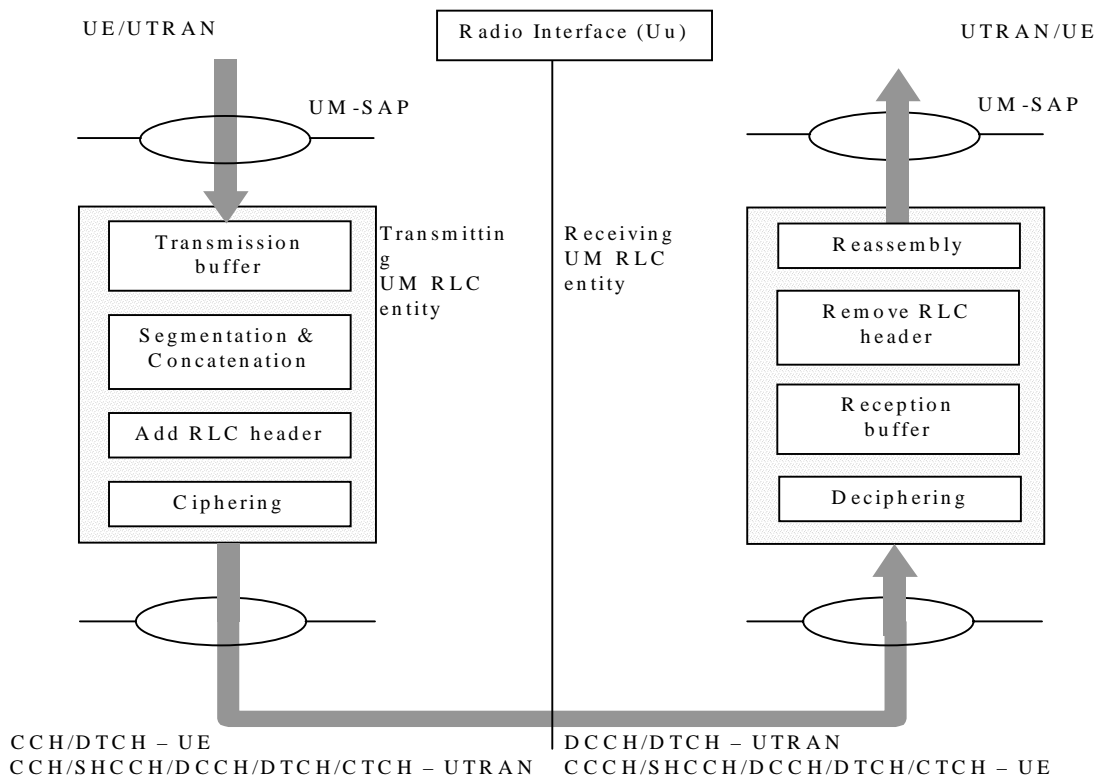 UE/UTRAN
Radio Interface (Uu)
UTRAN/UE
UM-SAP
UM-SAP
Transmission
buffer
Transmittin
g
UM RLC
entity
Receiving
UM RLC
entity
Reassembly
Segmentation &
Concatenation
Remove RLC
header
Add RLC header
Reception
buffer
Ciphering
Deciphering
CCH/DTCH – UE
CCH/SHCCH/DCCH/DTCH/CTCH – UTRAN
DCCH/DTCH – UTRAN
CCCH/SHCCH/DCCH/DTCH/CTCH – UE